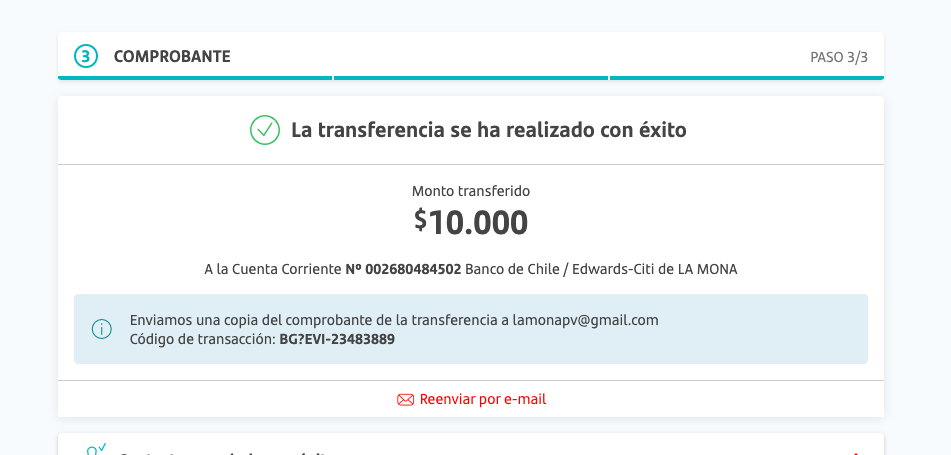 3 COMPROBANTE PASO 3/3
La transferencia se ha realizado con éxito
Monto transferido
$10.000
A la Cuenta Corriente Nº 002680484502 Banco de Chile / Edwards-Citi de LA MONA
Enviamos una copia del comprobante de la transferencia a lamonapv@gmail.com
Código de transacción: BG?EVI-23483889
Reenviar por e-mail